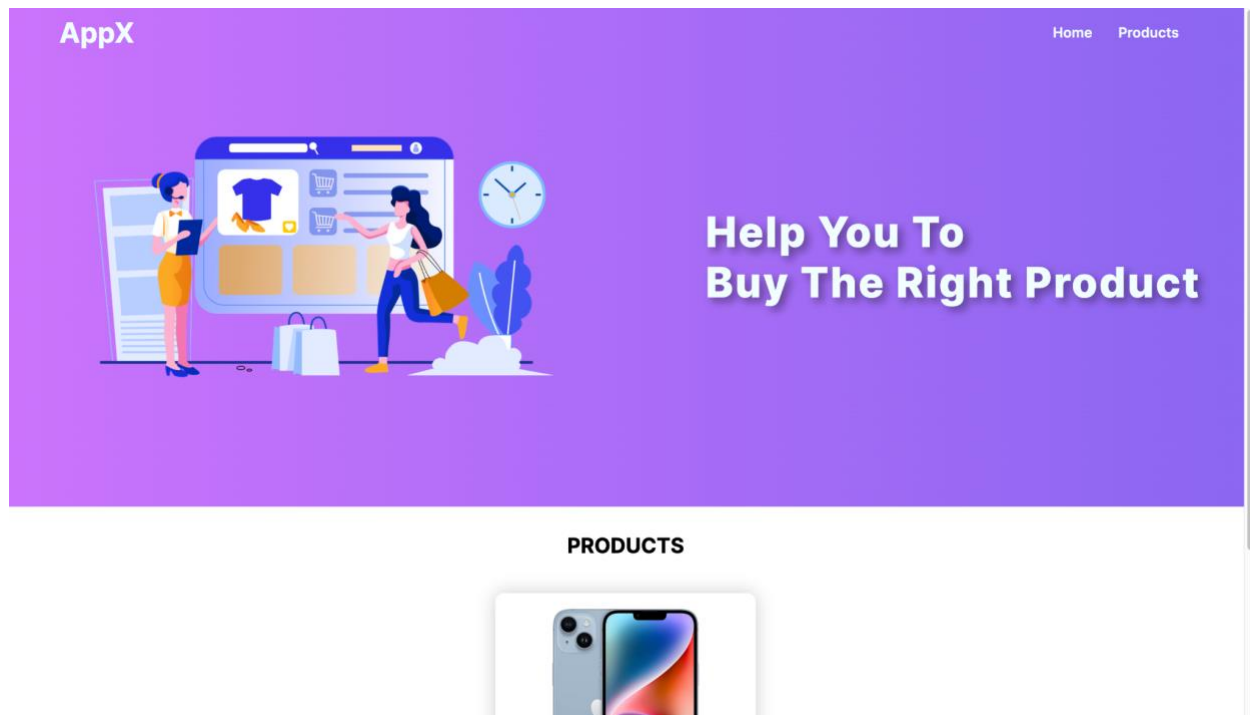 AppX
Home Products
Help You To
Buy The Right Product
PRODUCTS